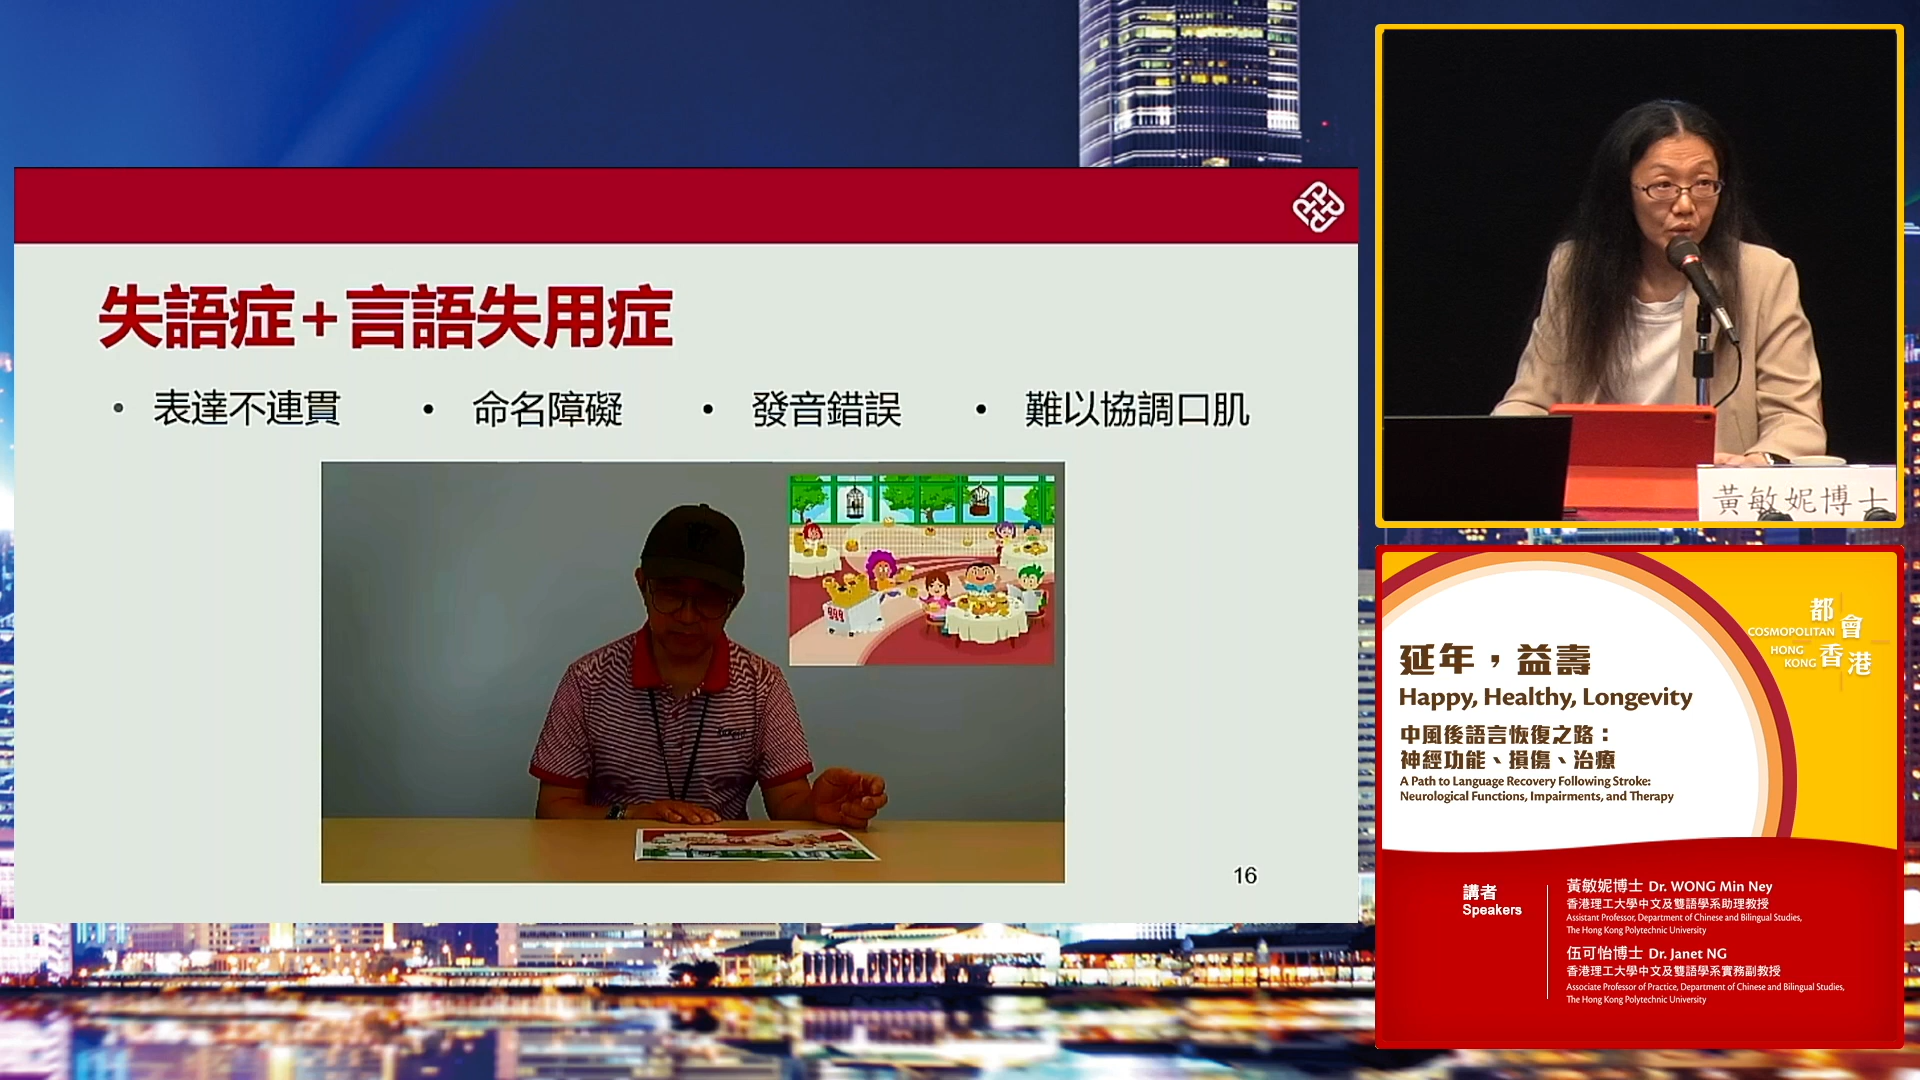 失語症+言語失用症
• 表達不連貫 • 命名障礙 • 發音錯誤 • 難以協調口肌
16
黃敏妮博士
都會
COSMOPOLITAN
HONG KONG
香港
延年，益壽
Happy, Healthy, Longevity
中風後語言恢復之路：
神經功能、損傷、治療
A Path to Language Recovery Following Stroke:
Neurological Functions, Impairments, and Therapy
講者
Speakers
黃敏妮博士 Dr. WONG Min Ney
香港理工大學中文及雙語學系助理教授
Assistant Professor, Department of Chinese and Bilingual Studies,
The Hong Kong Polytechnic University
伍可怡博士 Dr. Janet NG
香港理工大學中文及雙語學系實務副教授
Associate Professor of Practice, Department of Chinese and Bilingual Studies,
The Hong Kong Polytechnic University